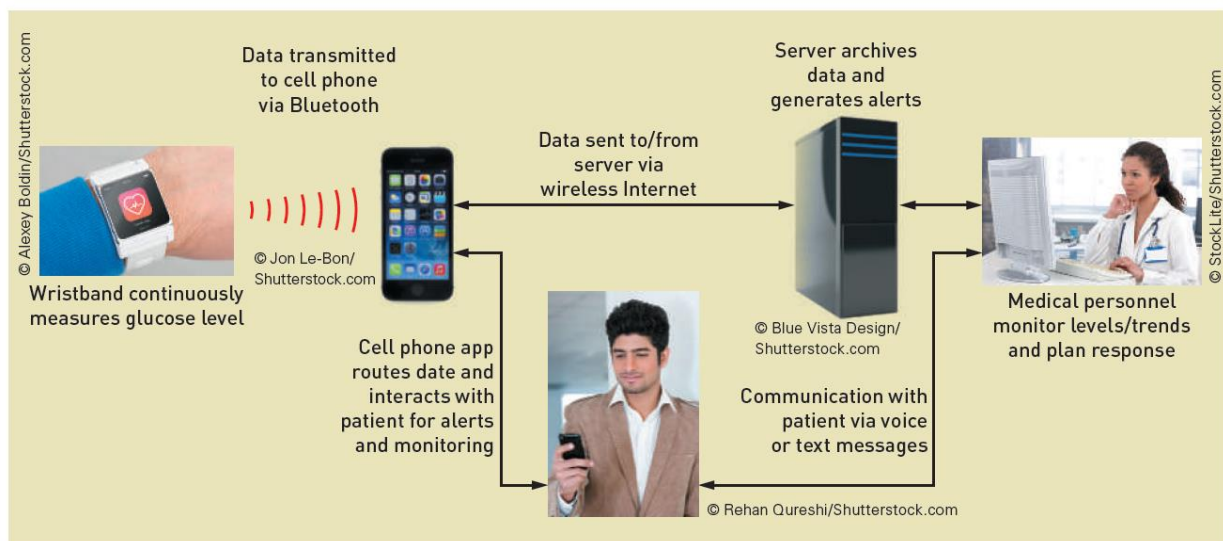 © Alexey Boldin/Shutterstock.com
Data transmitted
to cell phone
via Bluetooth
Server archives
data and
generates alerts
Data sent to/from
server via
wireless Internet
© Jon Le-Bon/
Shutterstock.com
Wristband continuously
measures glucose level
© StockLite/Shutterstock.com
Medical personnel
monitor levels/trends
and plan response
© Blue Vista Design/
Shutterstock.com
Cell phone app
routes date and
interacts with
patient for alerts
and monitoring
Communication with
patient via voice
or text messages
© Rehan Qureshi/Shutterstock.com